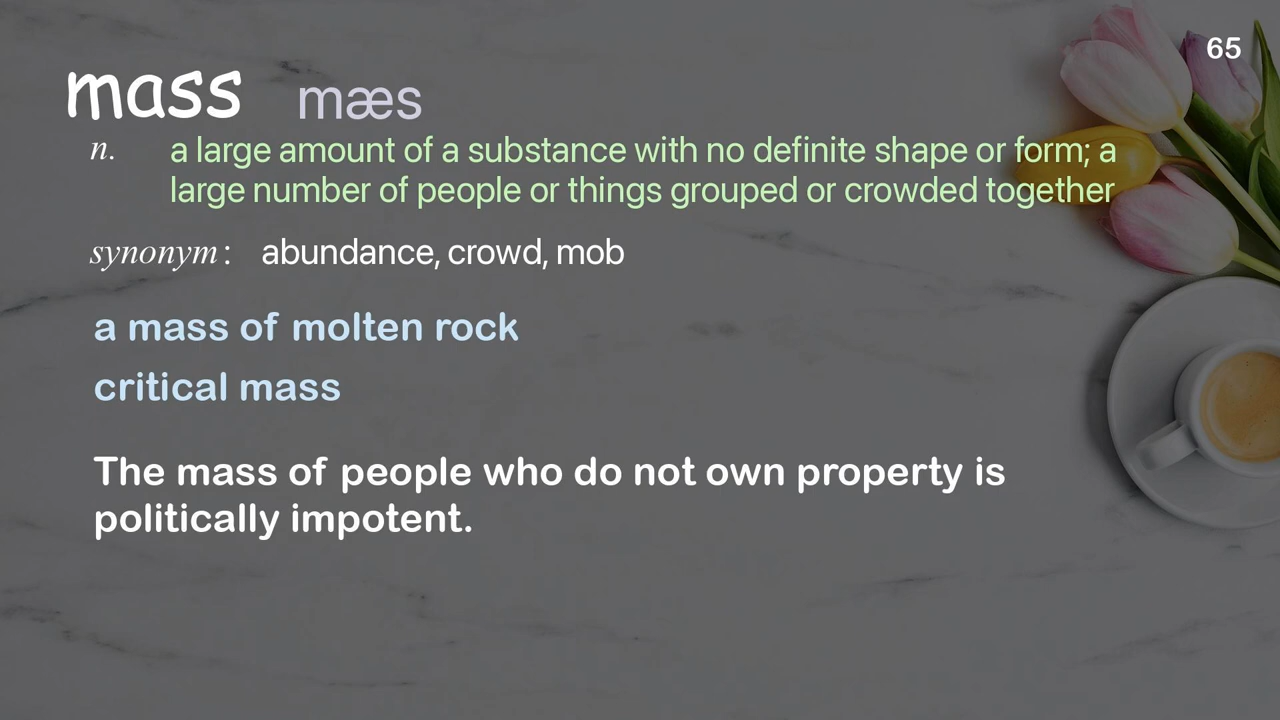 65
mass mæs
n. a large amount of a substance with no definite shape or form; a
large number of people or things grouped or crowded together
synonym: abundance, crowd, mob
a mass of molten rock
critical mass
The mass of people who do not own property is
politically impotent.